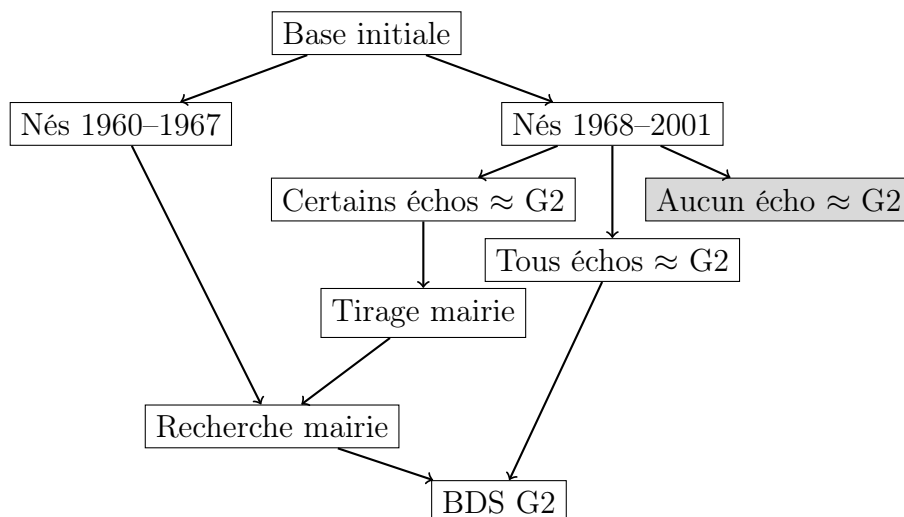 Base initiale
Nés 1960–1967
Nés 1968–2001
Certains échos ≈ G2
Aucun écho ≈ G2
Tous échos ≈ G2
Tirage mairie
Recherche mairie
BDS G2